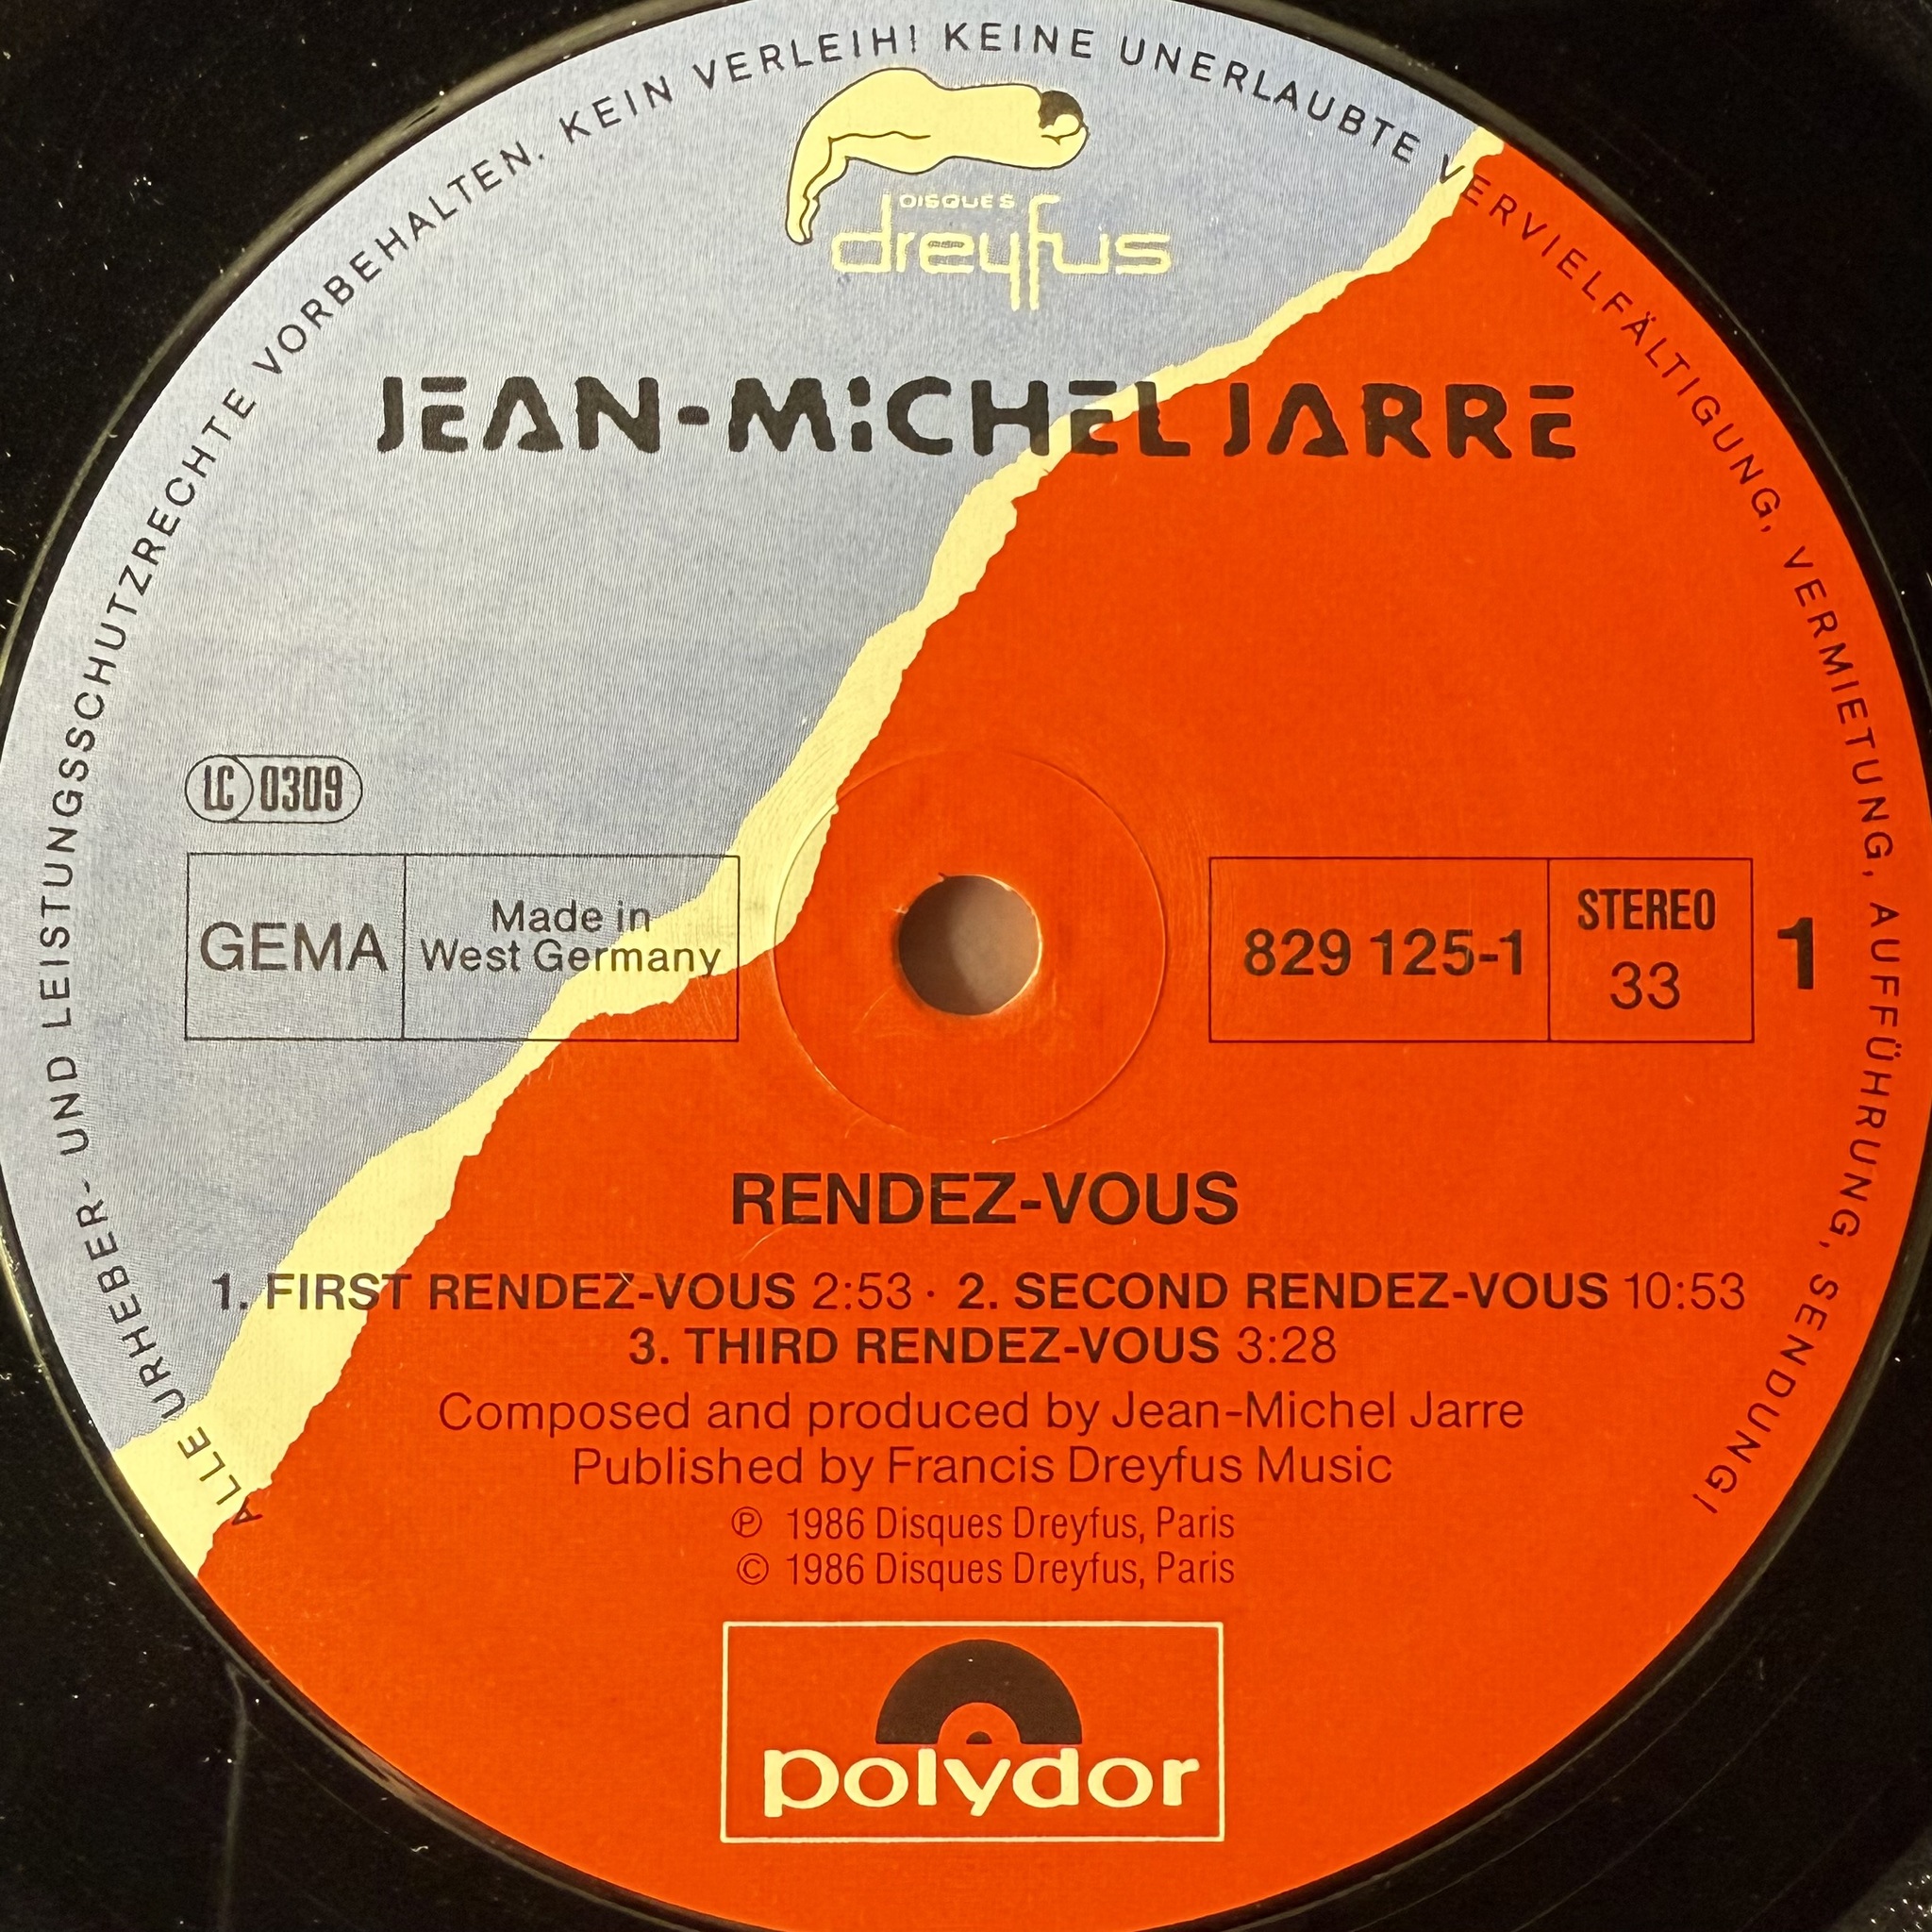 ALLE URHEBER- UND LEISTUNGSSCHUTZRECHTE VORBEHALTEN. KEIN VERLEIH! KEINE UNERLAUBTE VERVIELFÄLTIGUNG, VERMIETUNG, AUFFÜHRUNG, SENDUNG!
DISQUES
dreyfus
JEAN-MICHEL JARRE
LC 0309
GEMA
Made in
West Germany
829 125-1
STEREO
33
1
RENDEZ-VOUS
1. FIRST RENDEZ-VOUS 2:53 · 2. SECOND RENDEZ-VOUS 10:53
3. THIRD RENDEZ-VOUS 3:28
Composed and produced by Jean-Michel Jarre
Published by Francis Dreyfus Music
℗ 1986 Disques Dreyfus, Paris
© 1986 Disques Dreyfus, Paris
polydor